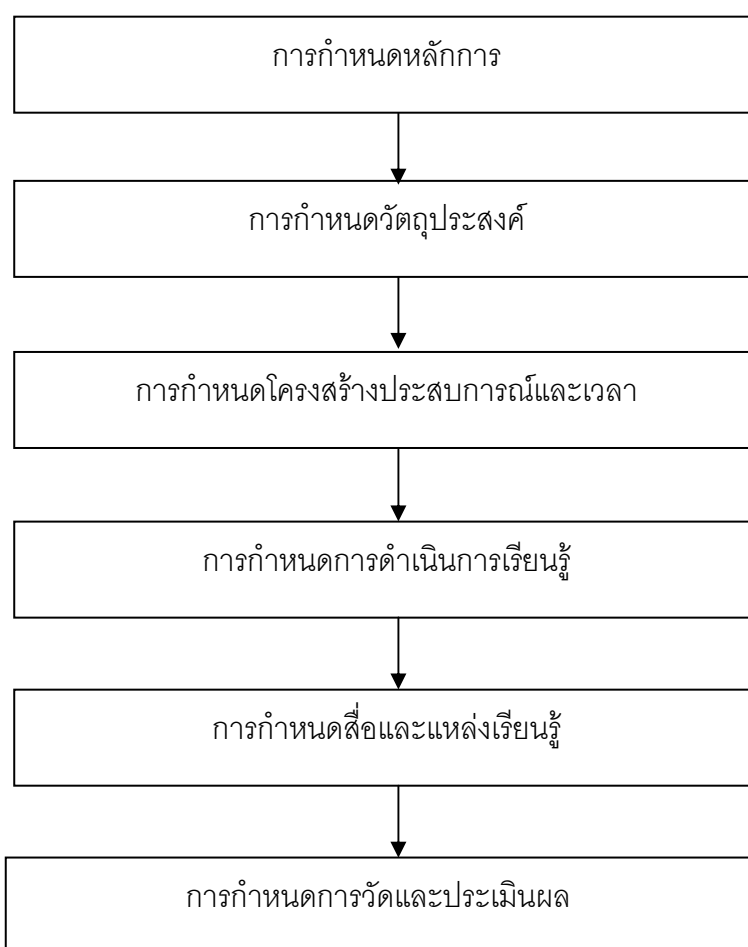 การกำหนดหลักการ
การกำหนดวัตถุประสงค์
การกำหนดโครงสร้างประสบการณ์และเวลา
การกำหนดการดำเนินการเรียนรู้
การกำหนดสื่อและแหล่งเรียนรู้
การกำหนดการวัดและประเมินผล